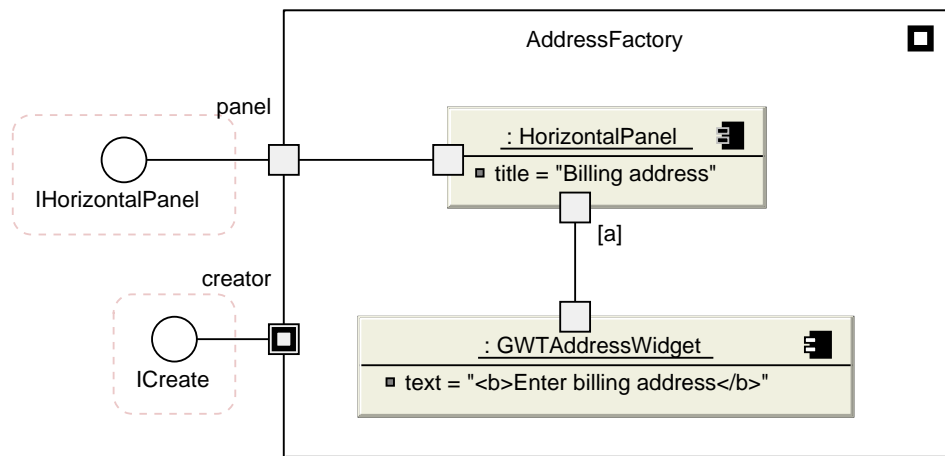 AddressFactory
panel
: HorizontalPanel
title = "Billing address"
IHorizontalPanel
[a]
creator
: GWTAddressWidget
ICreate
text = "<b>Enter billing address</b>"